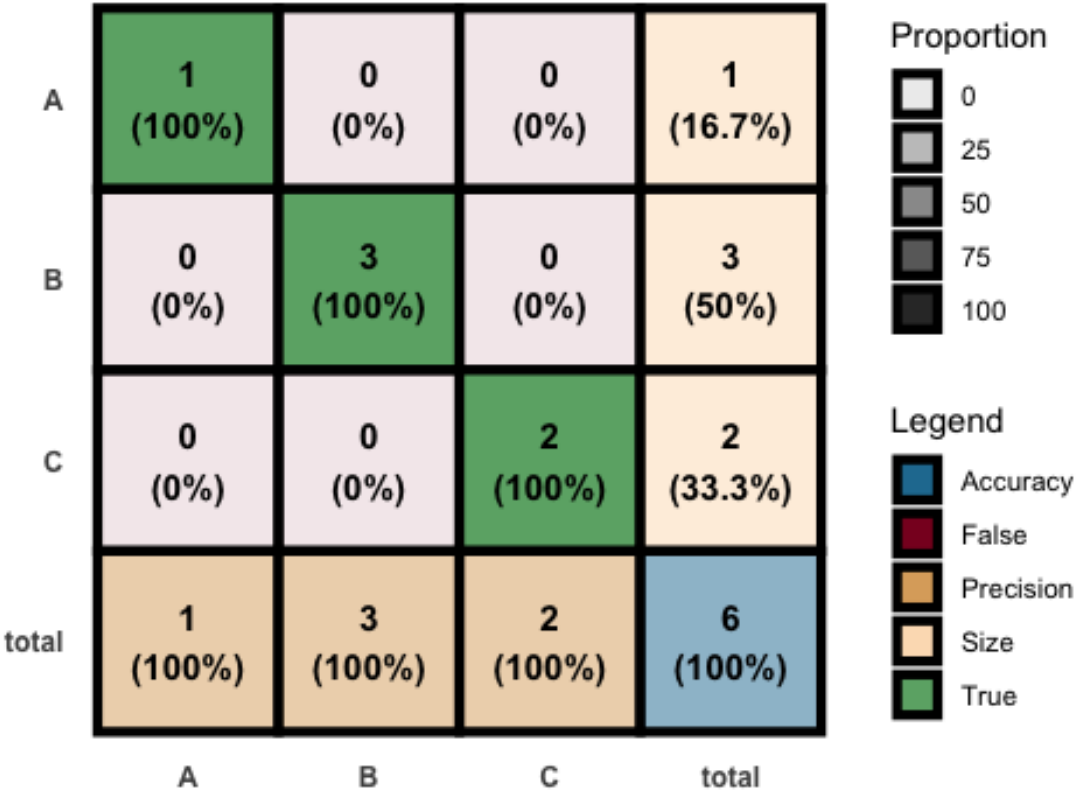 A
1
(100%)
0
(0%)
0
(0%)
1
(16.7%)
B
0
(0%)
3
(100%)
0
(0%)
3
(50%)
C
0
(0%)
0
(0%)
2
(100%)
2
(33.3%)
total
1
(100%)
3
(100%)
2
(100%)
6
(100%)
A
B
C
total
Proportion
0
25
50
75
100
Legend
Accuracy
False
Precision
Size
True